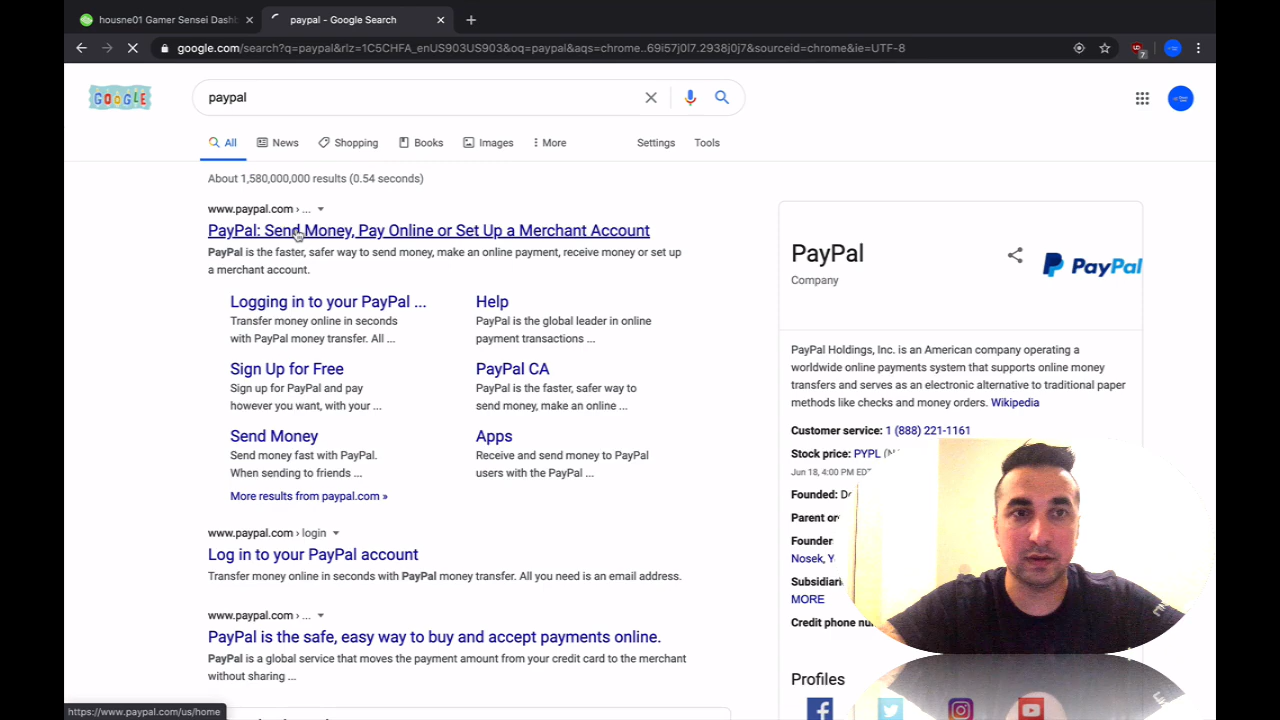 housne01 Gamer Sensei Dashb
paypal - Google Search
google.com/search?q=paypal&rlz=1C5CHFA_enUS903US903&oq=paypal&aqs=chrome..69i57j0l7.2938j0j7&sourceid=chrome&ie=UTF-8
7
GOOGLE
paypal
All
News
Shopping
Books
Images
More
Settings
Tools
About 1,580,000,000 results (0.54 seconds)
www.paypal.com › ...
PayPal: Send Money, Pay Online or Set Up a Merchant Account
PayPal is the faster, safer way to send money, make an online payment, receive money or set up
a merchant account.
Logging in to your PayPal ...
Transfer money online in seconds
with PayPal money transfer. All ...
Help
PayPal is the global leader in online
payment transactions ...
Sign Up for Free
Sign up for PayPal and pay
however you want, with your ...
PayPal CA
PayPal is the faster, safer way to
send money, make an online ...
Send Money
Send money fast with PayPal.
When sending to friends ...
Apps
Receive and send money to PayPal
users with the PayPal ...
More results from paypal.com »
www.paypal.com › login
Log in to your PayPal account
Transfer money online in seconds with PayPal money transfer. All you need is an email address.
www.paypal.com › ...
PayPal is the safe, easy way to buy and accept payments online.
PayPal is a global service that moves the payment amount from your credit card to the merchant
without sharing ...
https://www.paypal.com/us/home
PayPal
Company
PayPal
PayPal Holdings, Inc. is an American company operating a
worldwide online payments system that supports online money
transfers and serves as an electronic alternative to traditional paper
methods like checks and money orders. Wikipedia
Customer service: 1 (888) 221-1161
Stock price: PYPL
Jun 18, 4:00 PM EDT
Founded:
Parent
Founder
Nosek,
MORE
Credit phone
Profiles